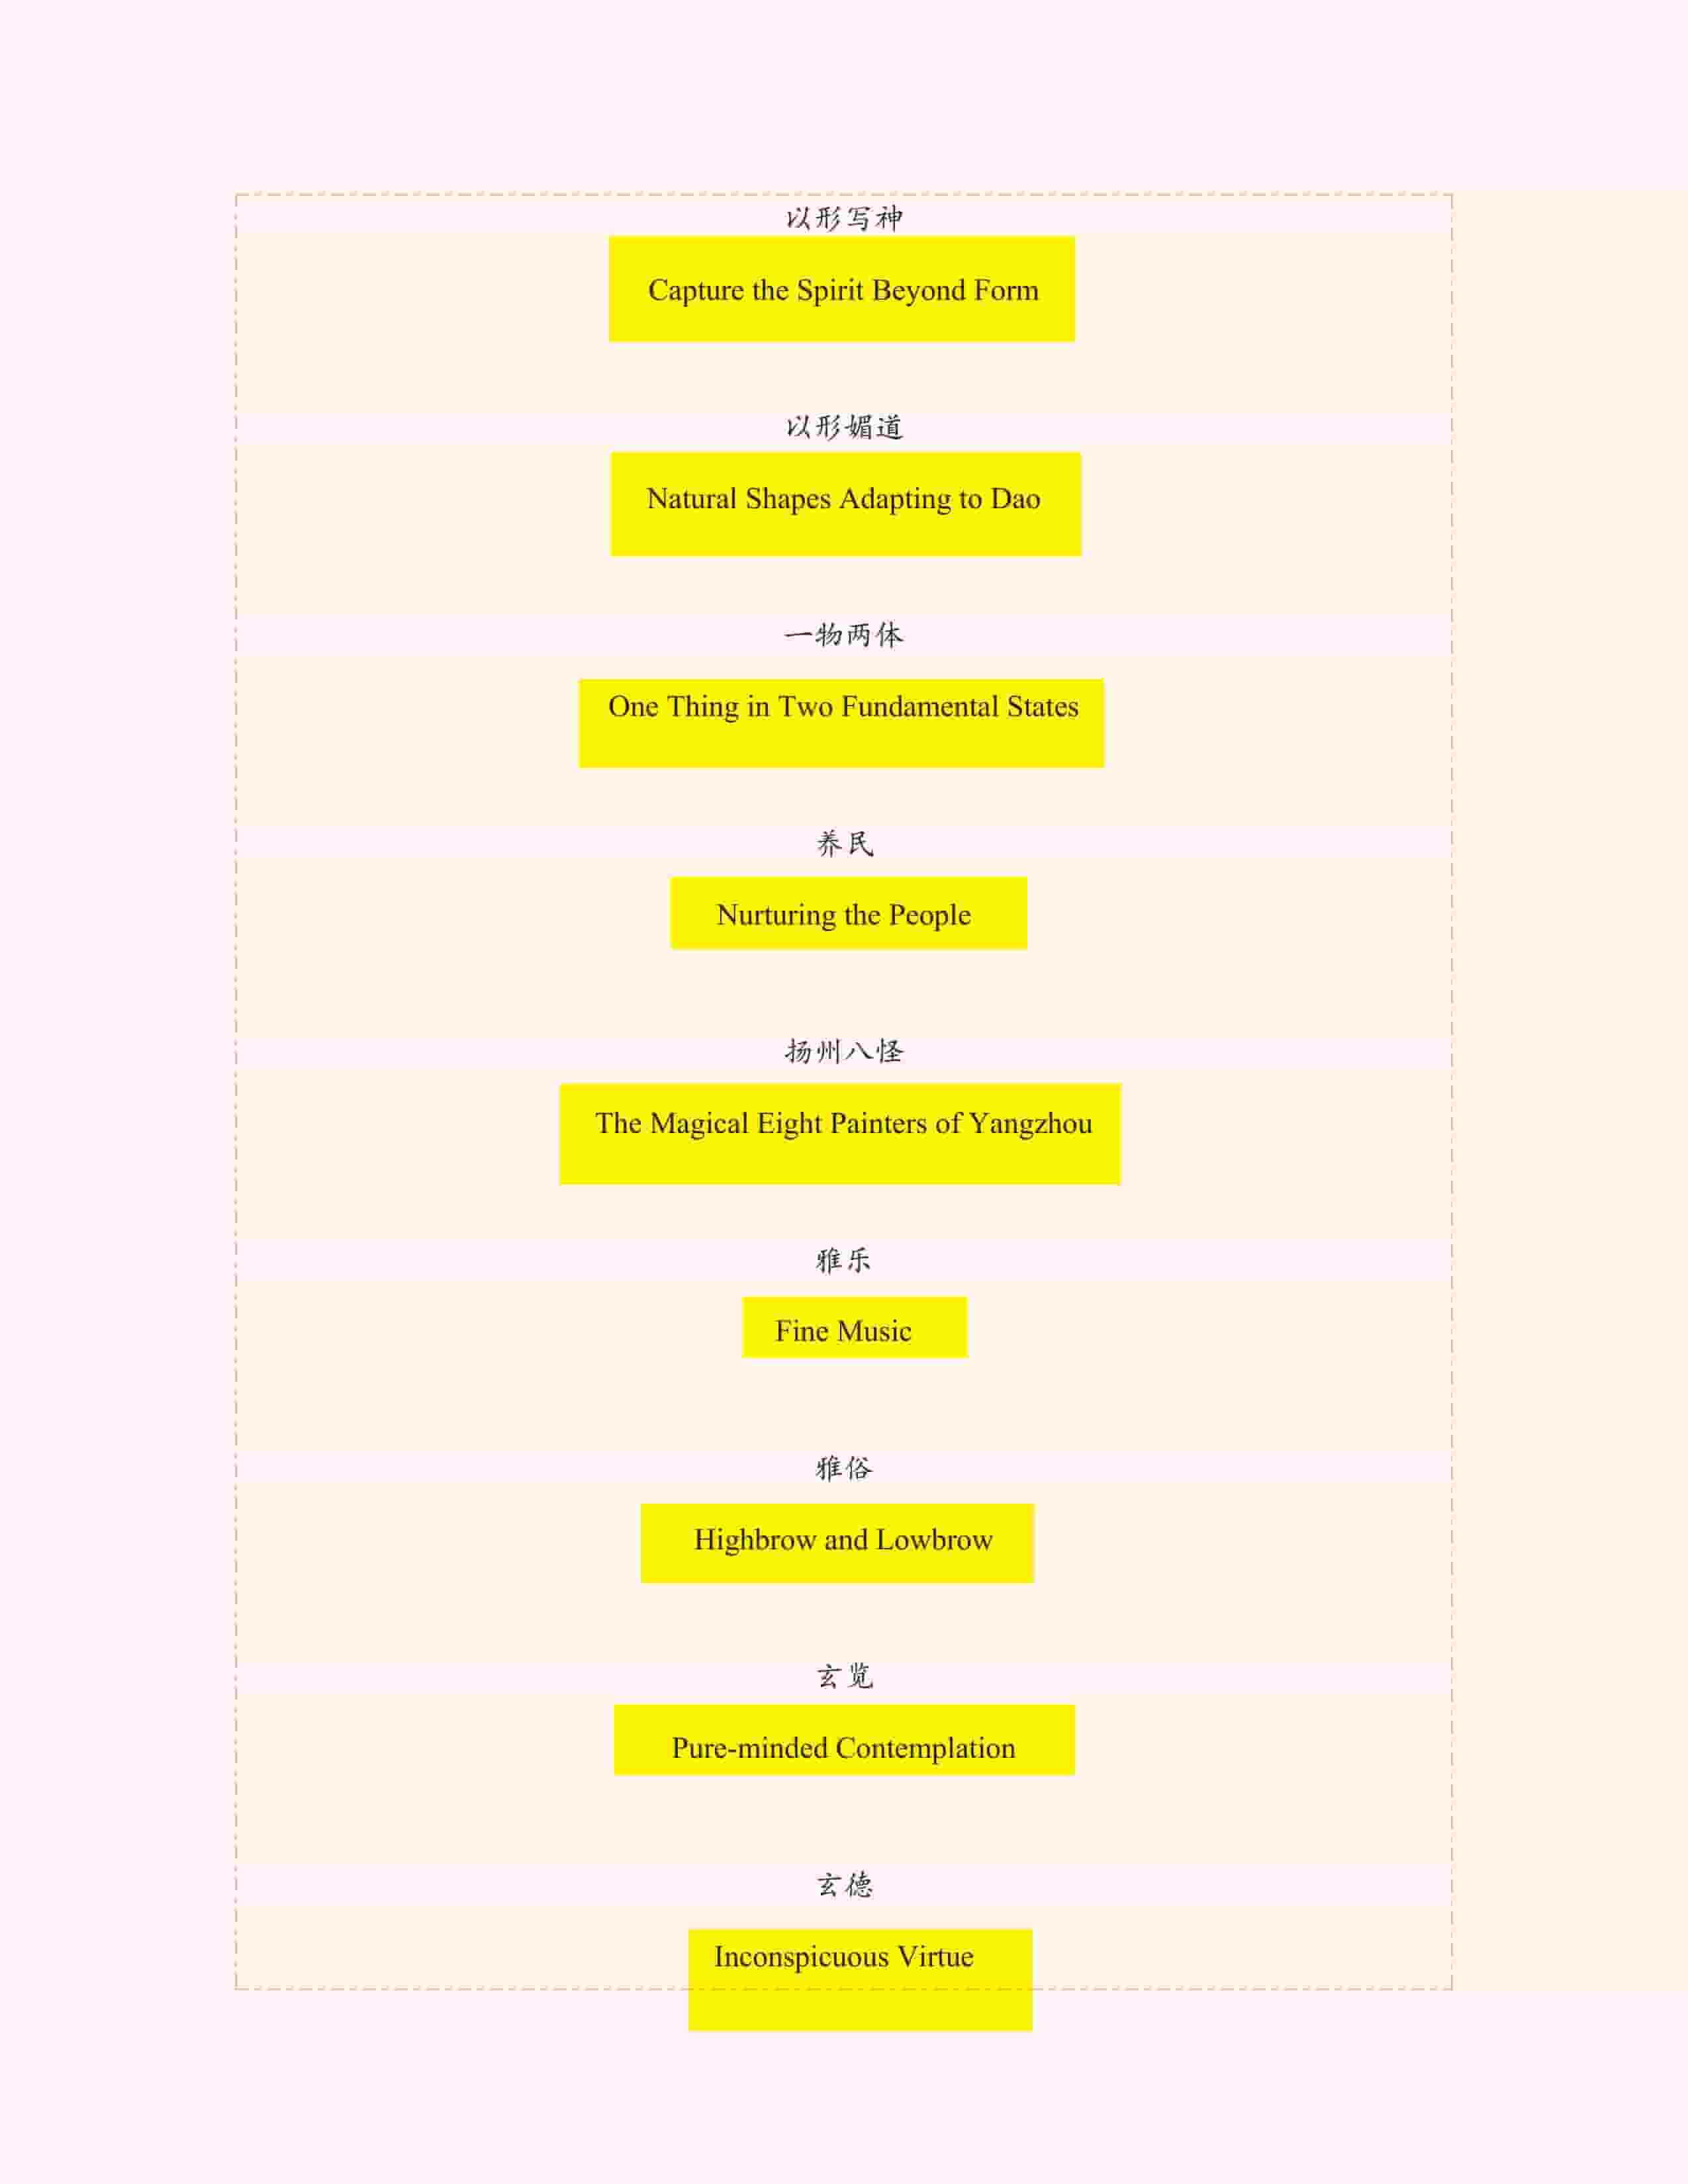 以形写神
Capture the Spirit Beyond Form
以形媚道
Natural Shapes Adapting to Dao
一物两体
One Thing in Two Fundamental States
养民
Nurturing the People
扬州八怪
The Magical Eight Painters of Yangzhou
雅乐
Fine Music
雅俗
Highbrow and Lowbrow
玄览
Pure-minded Contemplation
玄德
Inconspicuous Virtue